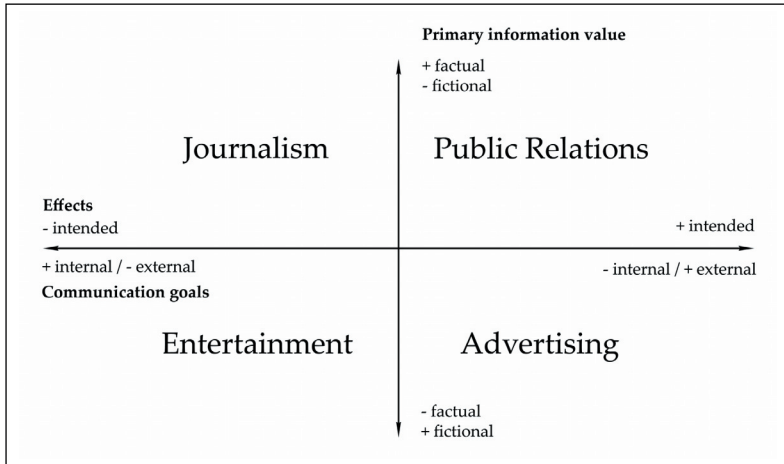 Primary information value
+ factual
- fictional
Journalism
Public Relations
Effects
- intended
+ intended
+ internal / - external
- internal / + external
Communication goals
Entertainment
Advertising
- factual
+ fictional